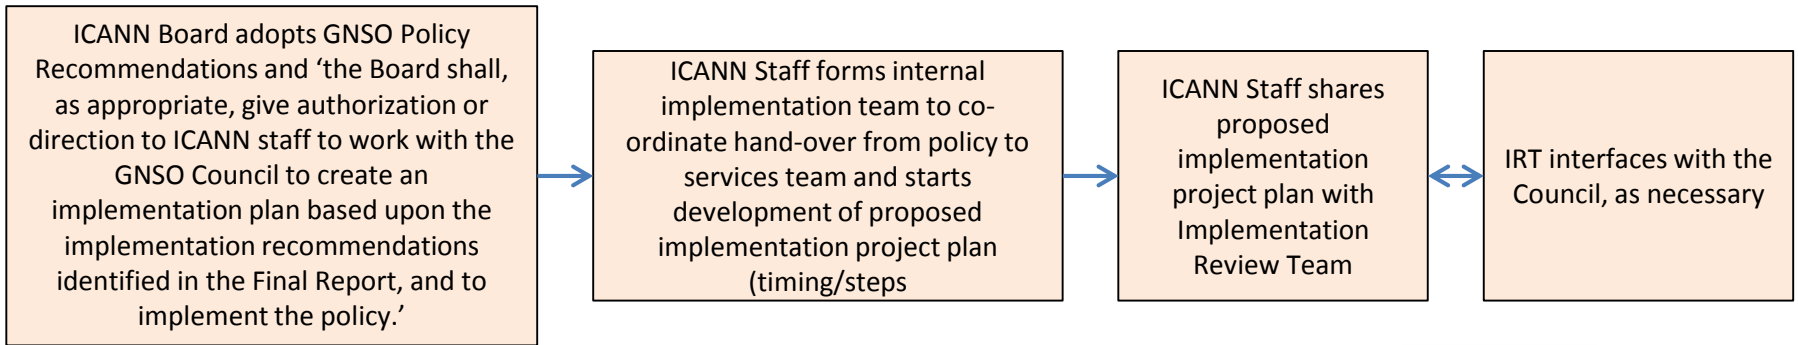 ICANN Board adopts GNSO Policy
Recommendations and ‘the Board shall,
as appropriate, give authorization or
direction to ICANN staff to work with the
GNSO Council to create an
implementation plan based upon the
implementation recommendations
identified in the Final Report, and to
implement the policy.’
ICANN Staff forms internal
implementation team to co-
ordinate hand-over from policy to
services team and starts
development of proposed
implementation project plan
(timing/steps
ICANN Staff shares
proposed
implementation
project plan with
Implementation
Review Team
IRT interfaces with the
Council, as necessary